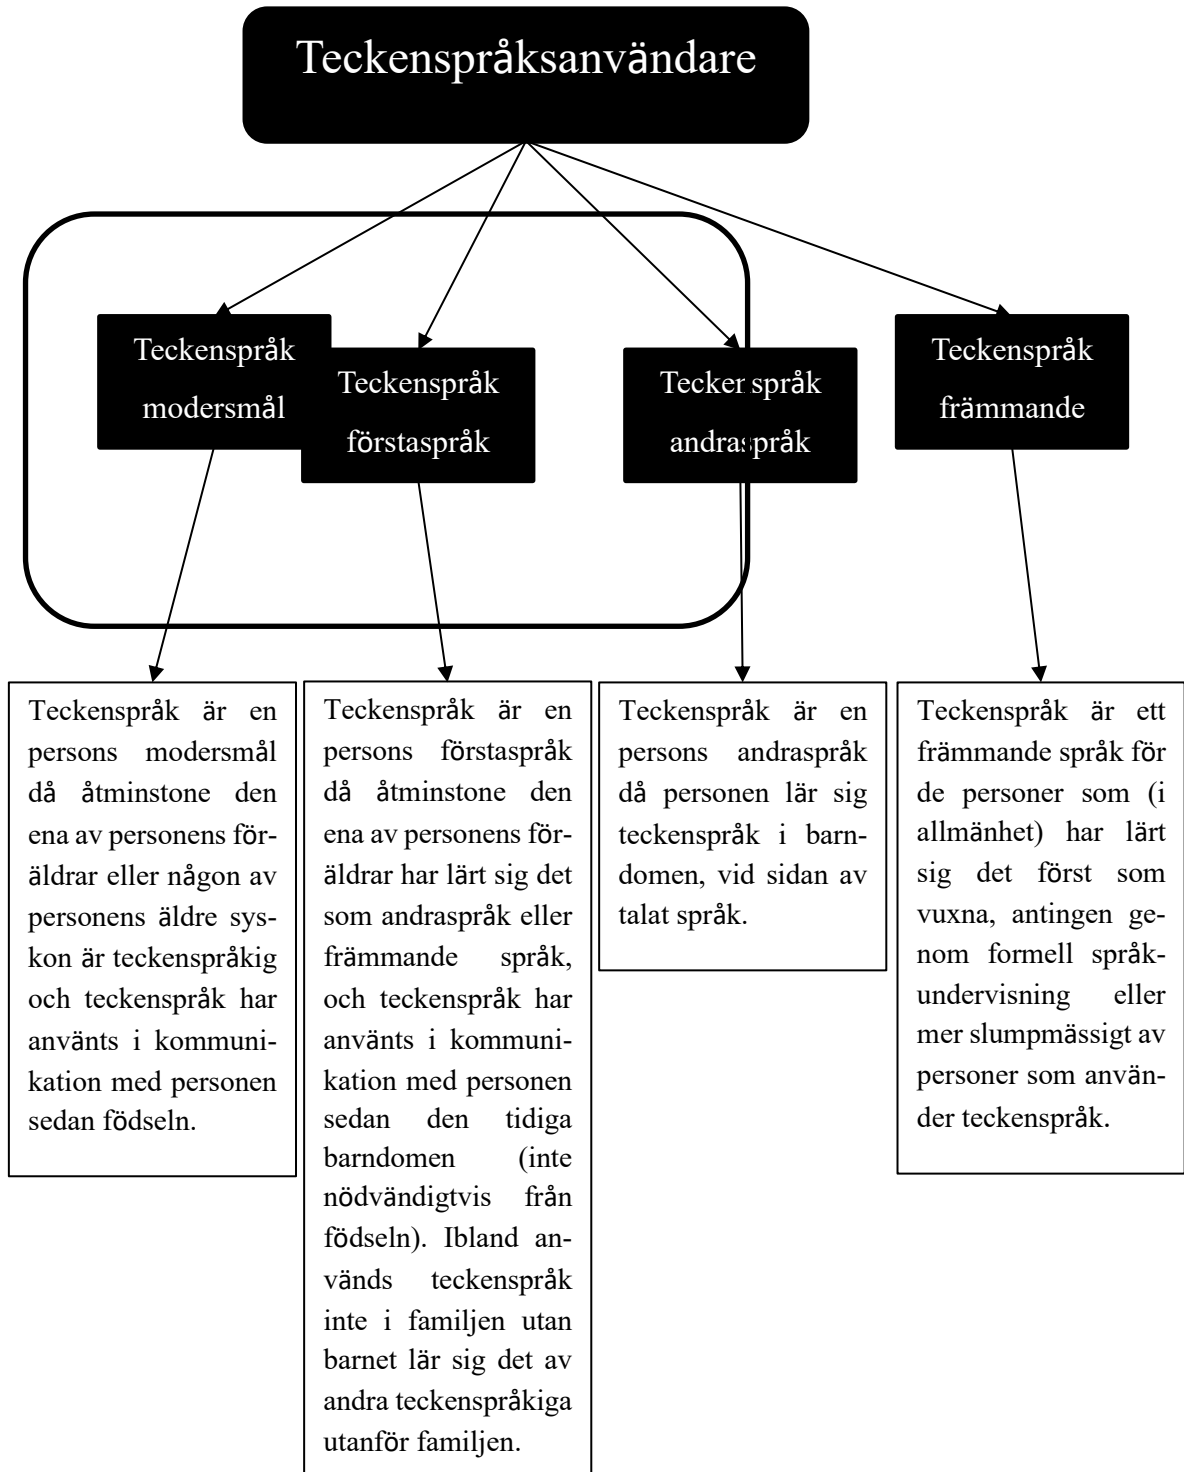 Teckenspråksanvändare
Teckenspråk
modersmål
Teckenspråk
förstaspråk
Teckenspråk
andraspråk
Teckenspråk
främmande
Teckenspråk är en
persons modersmål
då åtminstone den
ena av personens för-
äldrar eller någon av
personens äldre sys-
kon är teckenspråkig
och teckenspråk har
använts i kommuni-
kation med personen
sedan födseln.
Teckenspråk är en
persons förstaspråk
då åtminstone den
ena av personens för-
äldrar har lärt sig det
som andraspråk eller
främmande språk,
och teckenspråk har
använts i kommuni-
kation med personen
sedan den tidiga
barndomen (inte
nödvändigtvis från
födseln). Ibland an-
vänds teckenspråk
inte i familjen utan
barnet lär sig det av
andra teckenspråkiga
utanför familjen.
Teckenspråk är en
persons andraspråk
då personen lär sig
teckenspråk i barn-
domen, vid sidan av
talat språk.
Teckenspråk är ett
främmande språk för
de personer som (i
allmänhet) har lärt
sig det först som
vuxna, antingen ge-
nom formell språk-
undervisning eller
mer slumpmässigt av
personer som använ-
der teckenspråk.